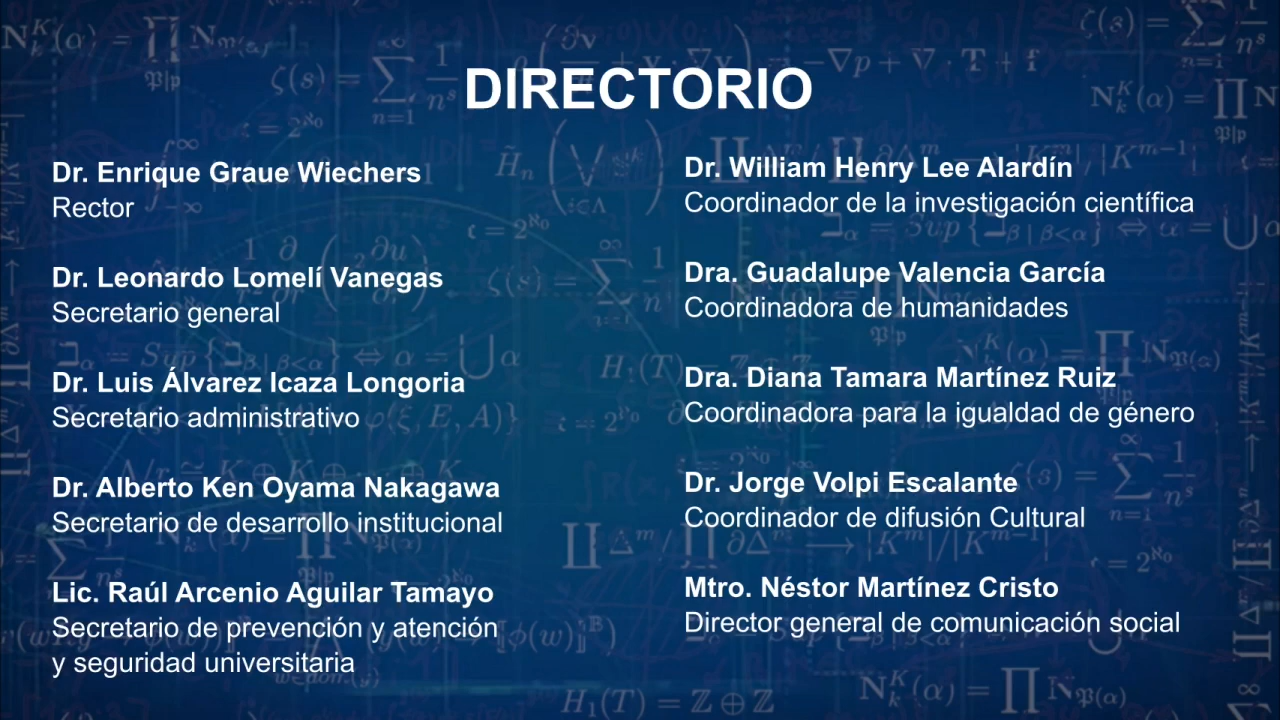 DIRECTORIO
Dr. Enrique Graue Wiechers
Rector
Dr. Leonardo Lomelí Vanegas
Secretario general
Dr. Luis Álvarez Icaza Longoria
Secretario administrativo
Dr. Alberto Ken Oyama Nakagawa
Secretario de desarrollo institucional
Lic. Raúl Arcenio Aguilar Tamayo
Secretario de prevención y atención
y seguridad universitaria
Dr. William Henry Lee Alardín
Coordinador de la investigación científica
Dra. Guadalupe Valencia García
Coordinadora de humanidades
Dra. Diana Tamara Martínez Ruiz
Coordinadora para la igualdad de género
Dr. Jorge Volpi Escalante
Coordinador de difusión Cultural
Mtro. Néstor Martínez Cristo
Director general de comunicación social